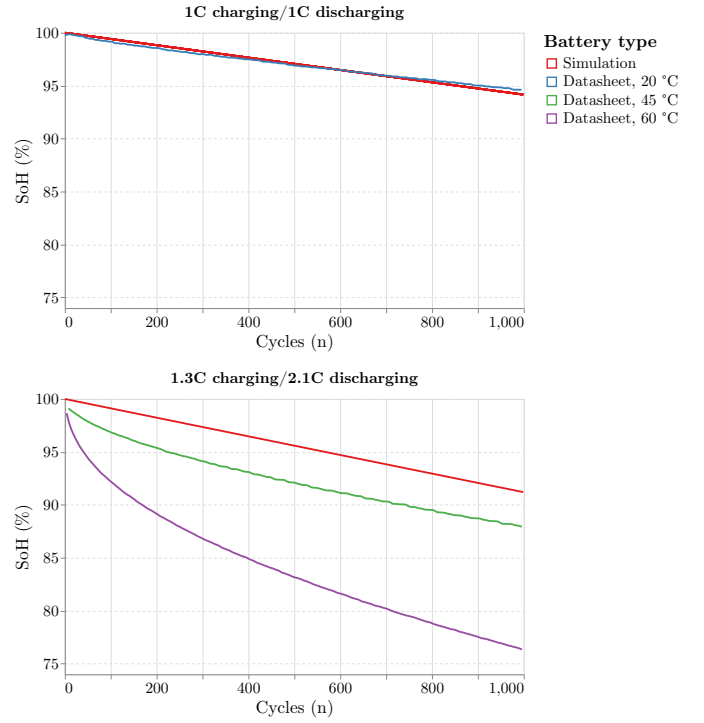 1C charging/1C discharging
100
95
90
85
80
75
SoH (%)
0
200
400
600
800
1,000
Cycles (n)
Battery type
Simulation
Datasheet, 20 °C
Datasheet, 45 °C
Datasheet, 60 °C
1.3C charging/2.1C discharging
100
95
90
85
80
75
SoH (%)
0
200
400
600
800
1,000
Cycles (n)